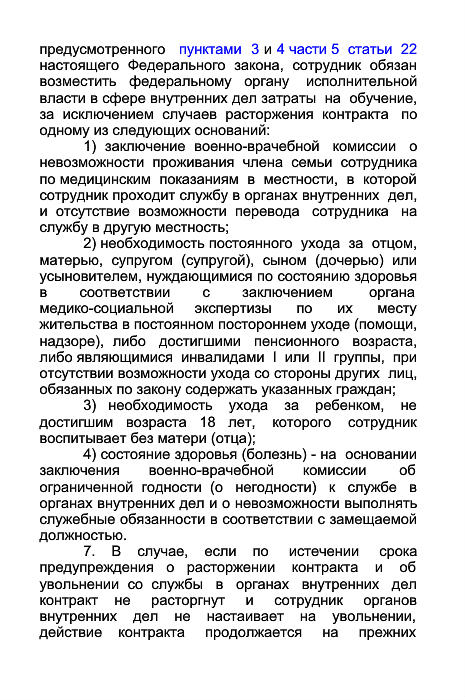 предусмотренного пунктами 3 и 4 части 5 статьи 22
настоящего Федерального закона, сотрудник обязан
возместить федеральному органу исполнительной
власти в сфере внутренних дел затраты на обучение,
за исключением случаев расторжения контракта по
одному из следующих оснований:
1) заключение военно-врачебной комиссии о
невозможности проживания члена семьи сотрудника
по медицинским показаниям в местности, в которой
сотрудник проходит службу в органах внутренних дел,
и отсутствие возможности перевода сотрудника на
службу в другую местность;
2) необходимость постоянного ухода за отцом,
матерью, супругом (супругой), сыном (дочерью) или
усыновителем, нуждающимися по состоянию здоровья
в соответствии с заключением органа
медико-социальной экспертизы по их месту
жительства в постоянном постороннем уходе (помощи,
надзоре), либо достигшими пенсионного возраста,
либо являющимися инвалидами I или II группы, при
отсутствии возможности ухода со стороны других лиц,
обязанных по закону содержать указанных граждан;
3) необходимость ухода за ребенком, не
достигшим возраста 18 лет, которого сотрудник
воспитывает без матери (отца);
4) состояние здоровья (болезнь) - на основании
заключения военно-врачебной комиссии об
ограниченной годности (о негодности) к службе в
органах внутренних дел и о невозможности выполнять
служебные обязанности в соответствии с замещаемой
должностью.
7. В случае, если по истечении срока
предупреждения о расторжении контракта и об
увольнении со службы в органах внутренних дел
контракт не расторгнут и сотрудник органов
внутренних дел не настаивает на увольнении,
действие контракта продолжается на прежних